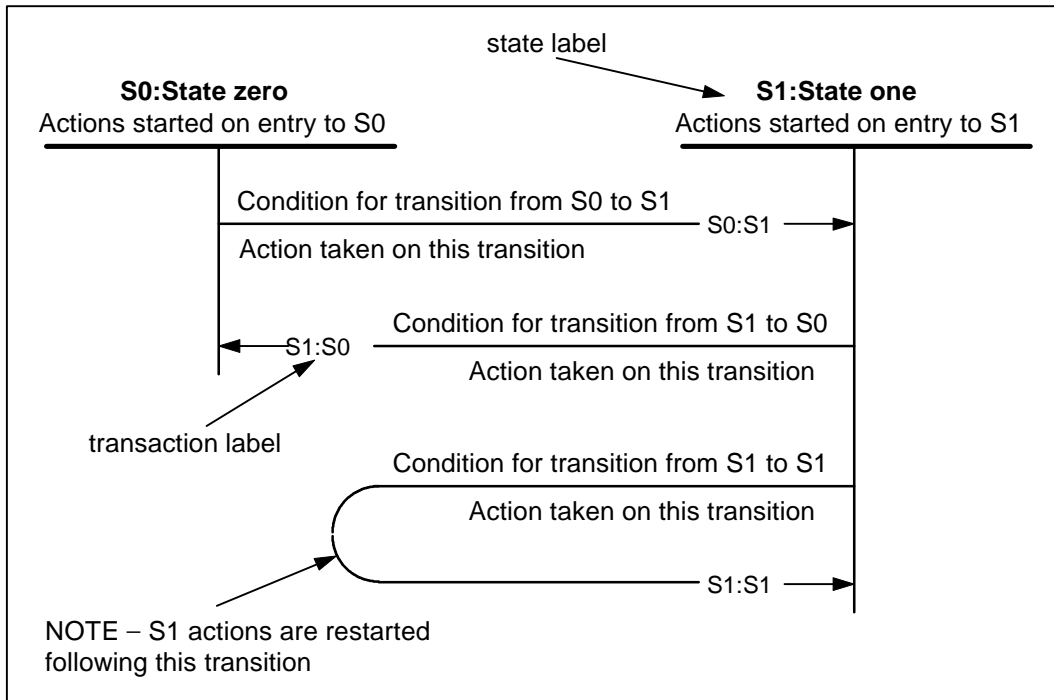 state label
S0:State zero
Actions started on entry to S0
S1:State one
Actions started on entry to S1
Condition for transition from S0 to S1
S0:S1
Action taken on this transition
Condition for transition from S1 to S0
S1:S0
Action taken on this transition
transaction label
Condition for transition from S1 to S1
Action taken on this transition
S1:S1
NOTE – S1 actions are restarted
following this transition